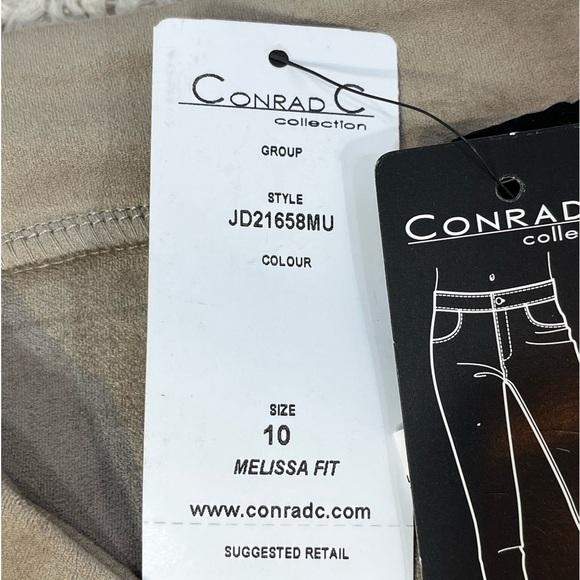 CONRAD C
collection
GROUP
STYLE
JD21658MU
COLOUR
SIZE
10
MELISSA FIT
www.conradc.com
SUGGESTED RETAIL
CONRAD
colle